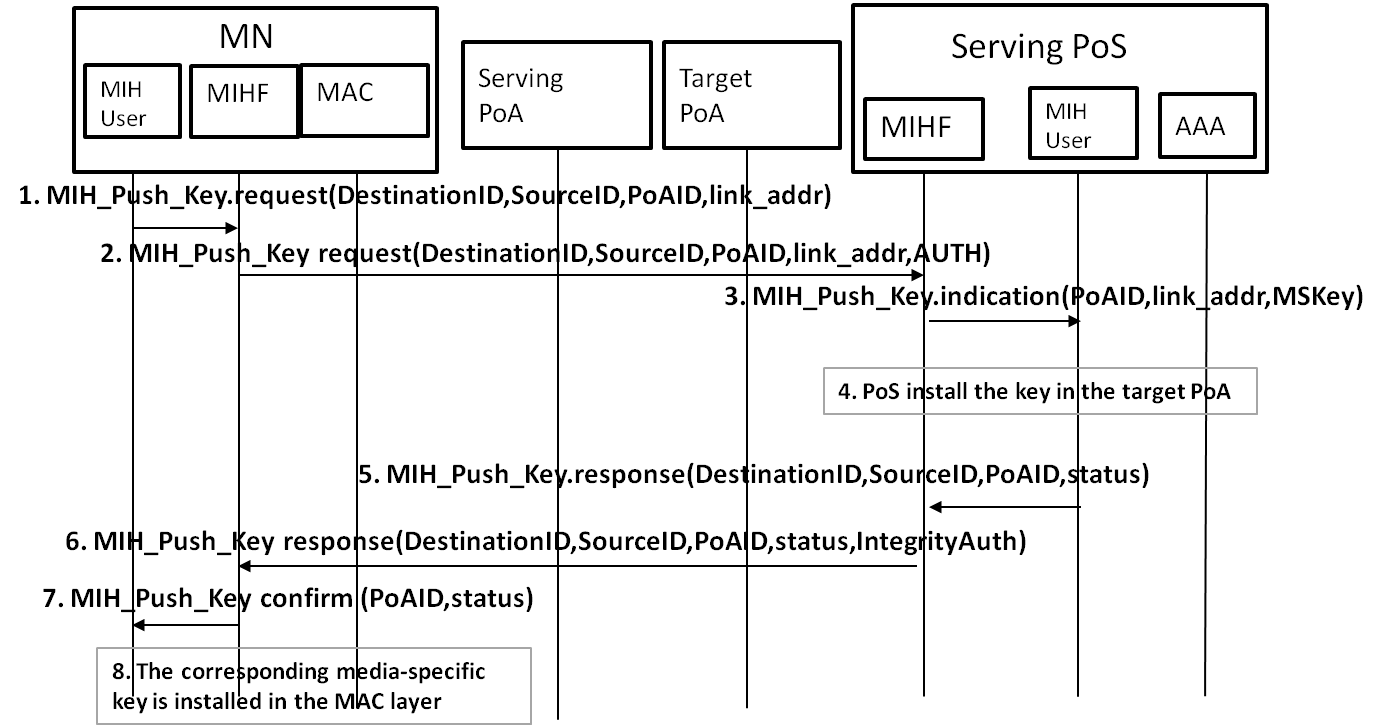 MN
MIH
User
MIHF
MAC
Serving
PoA
Target
PoA
Serving PoS
MIHF
MIH
User
AAA
1. MIH_Push_Key.request(DestinationID,SourceID,PoAID,link_addr)
2. MIH_Push_Key request(DestinationID,SourceID,PoAID,link_addr,AUTH)
3. MIH_Push_Key.indication(PoAID,link_addr,MSKey)
4. PoS install the key in the target PoA
5. MIH_Push_Key.response(DestinationID,SourceID,PoAID,status)
6. MIH_Push_Key response(DestinationID,SourceID,PoAID,status,IntegrityAuth)
7. MIH_Push_Key confirm (PoAID,status)
8. The corresponding media-specific
key is installed in the MAC layer